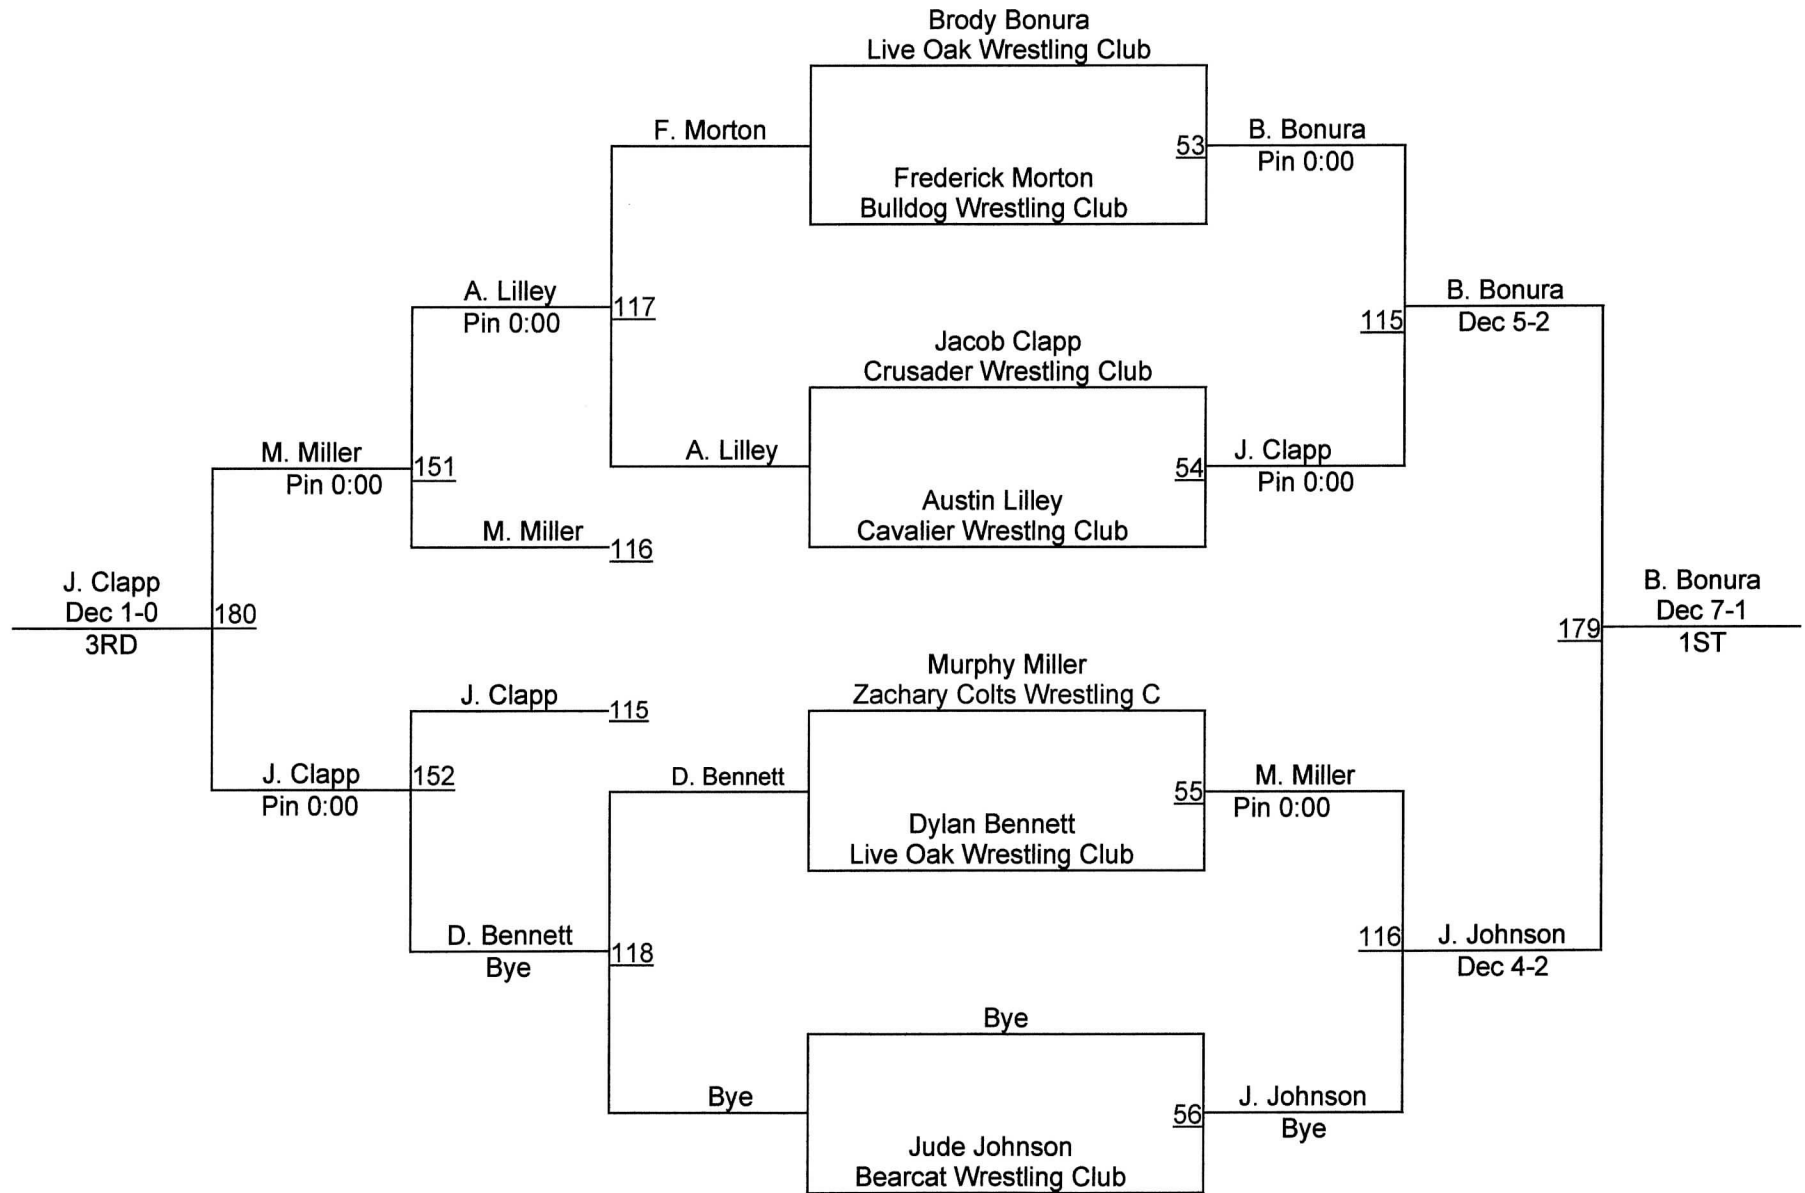 Brody Bonura
Live Oak Wrestling Club
F. Morton
53
B. Bonura
Pin 0:00
Frederick Morton
Bulldog Wrestling Club
A. Lilley
Pin 0:00
117
B. Bonura
Dec 5-2
115
Jacob Clapp
Crusader Wrestling Club
M. Miller
Pin 0:00
151
A. Lilley
54
J. Clapp
Pin 0:00
Austin Lilley
Cavalier Wrestlng Club
M. Miller
116
J. Clapp
Dec 1-0
3RD
180
B. Bonura
Dec 7-1
1ST
179
Murphy Miller
Zachary Colts Wrestling C
J. Clapp
115
J. Clapp
Pin 0:00
152
D. Bennett
55
M. Miller
Pin 0:00
Dylan Bennett
Live Oak Wrestling Club
D. Bennett
Bye
118
116
J. Johnson
Dec 4-2
Bye
Bye
56
J. Johnson
Bye
Jude Johnson
Bearcat Wrestling Club